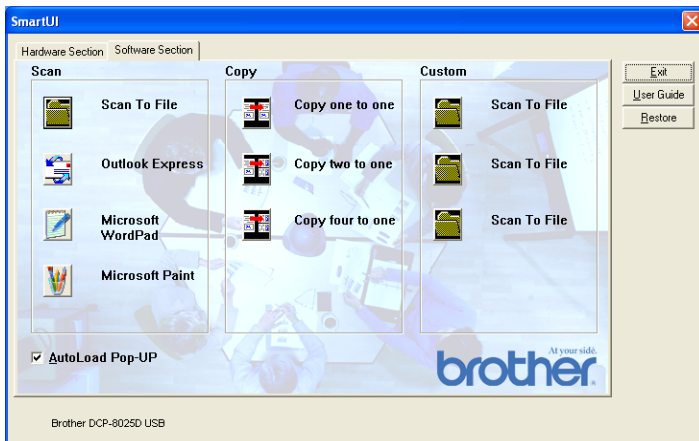 SmartUI
Hardware Section
Software Section
Scan
Scan To File
Outlook Express
Microsoft
WordPad
Microsoft Paint
Copy
Copy one to one
Copy two to one
Copy four to one
Custom
Scan To File
Scan To File
Scan To File
Exit
User Guide
Restore
AutoLoad Pop-UP
At your side.
brother
Brother DCP-8025D USB